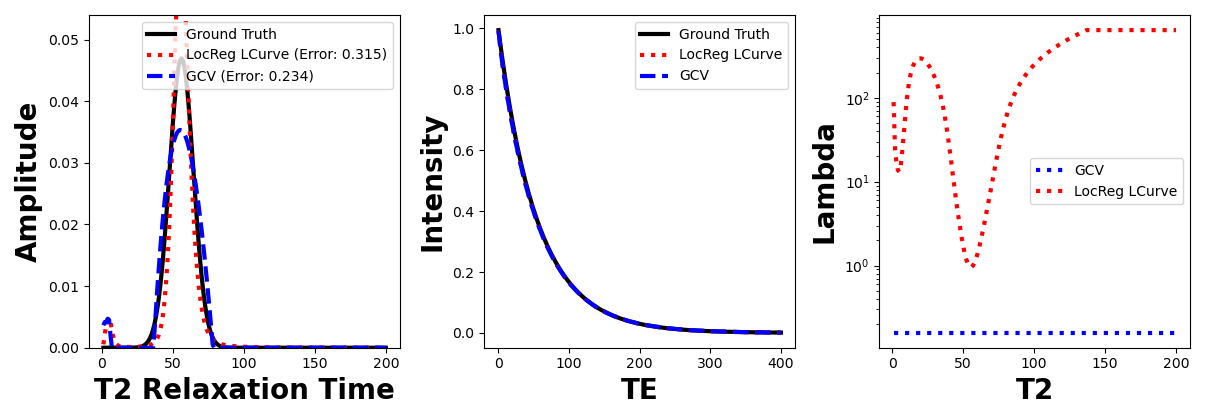 Amplitude
0.05
0.04
0.03
0.02
0.01
0.00
Ground Truth
LocReg LCurve (Error: 0.315)
GCV (Error: 0.234)
0 50 100 150 200
T2 Relaxation Time
Intensity
1.0
0.8
0.6
0.4
0.2
0.0
Ground Truth
LocReg LCurve
GCV
0 100 200 300 400
TE
Lambda
10²
10¹
10⁰
GCV
LocReg LCurve
0 50 100 150 200
T2